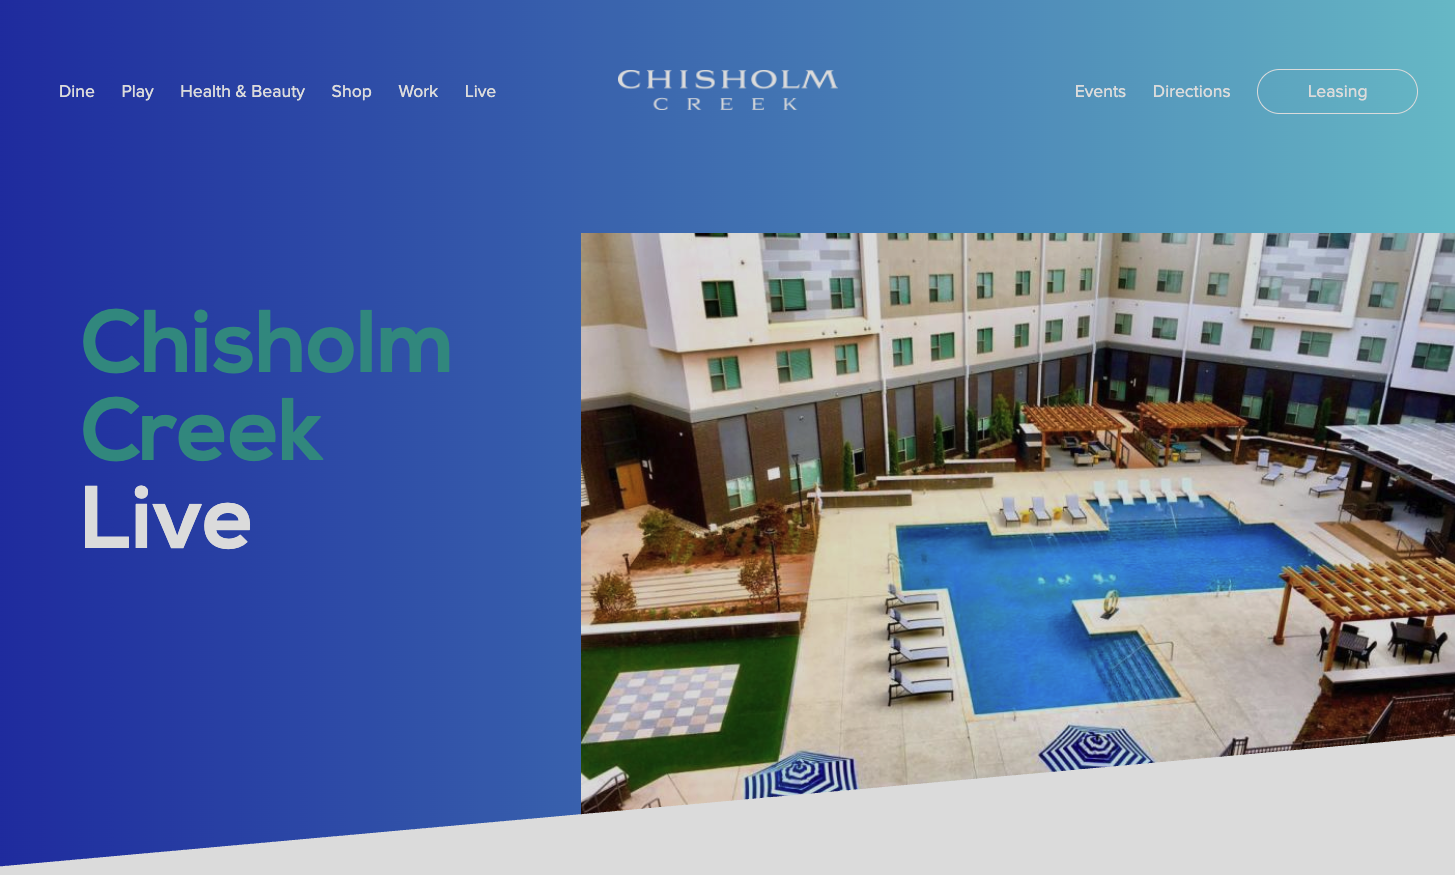 Dine Play Health & Beauty Shop Work Live
CHISHOLM
CREEK
Events Directions Leasing
Chisholm
Creek
Live